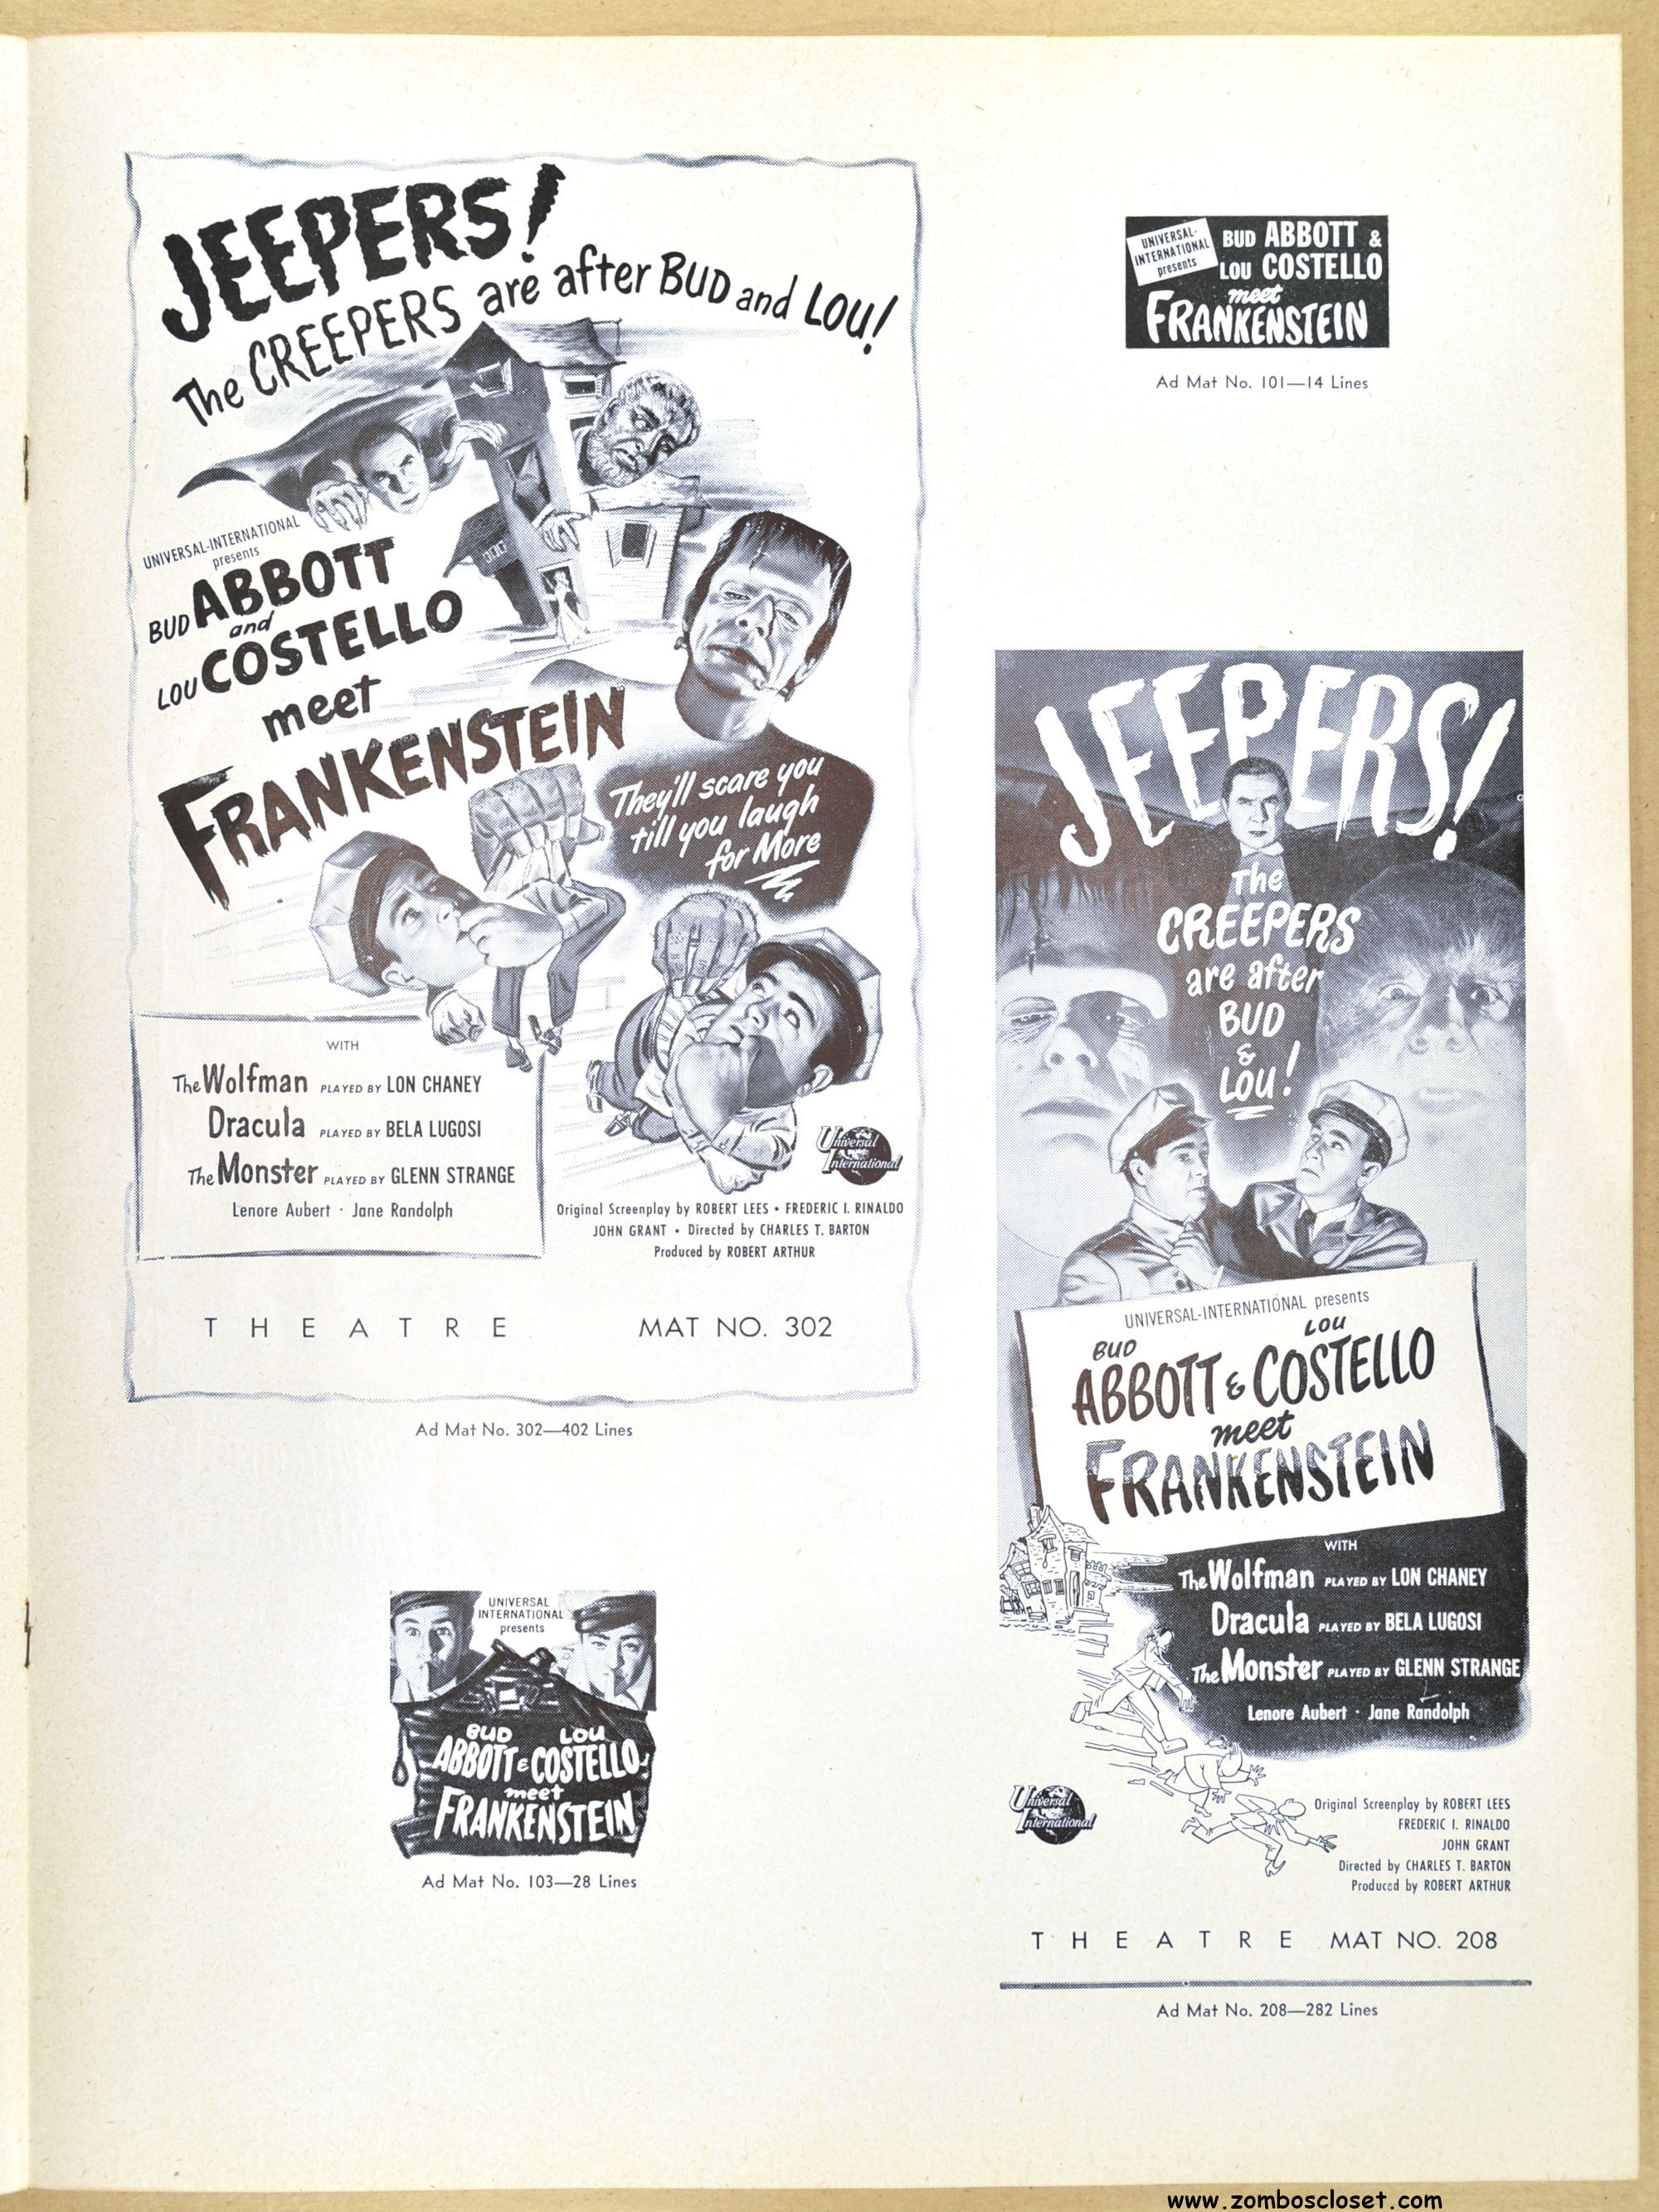 JEEPERS!
The CREEPERS are after BUD and LOU!
UNIVERSAL-INTERNATIONAL
presents
BUD ABBOTT
and
LOU COSTELLO
meet
FRANKENSTEIN
They'll scare you
till you laugh
for More
WITH
The Wolfman PLAYED BY LON CHANEY
Dracula PLAYED BY BELA LUGOSI
The Monster PLAYED BY GLENN STRANGE
Lenore Aubert · Jane Randolph
Universal
International
Original Screenplay by ROBERT LEES • FREDERIC I. RINALDO
JOHN GRANT • Directed by CHARLES T. BARTON
Produced by ROBERT ARTHUR
THEATRE MAT NO. 302
Ad Mat No. 302—402 Lines
UNIVERSAL
INTERNATIONAL
presents
BUD LOU
ABBOTT & COSTELLO
meet
FRANKENSTEIN
Ad Mat No. 103—28 Lines
UNIVERSAL-
INTERNATIONAL
presents
BUD ABBOTT &
LOU COSTELLO
meet
FRANKENSTEIN
Ad Mat No. 101—14 Lines
JEEPERS!
The
CREEPERS
are after
BUD
&
LOU!
UNIVERSAL-INTERNATIONAL presents
BUD LOU
ABBOTT & COSTELLO
meet
FRANKENSTEIN
WITH
The Wolfman PLAYED BY LON CHANEY
Dracula PLAYED BY BELA LUGOSI
The Monster PLAYED BY GLENN STRANGE
Lenore Aubert · Jane Randolph
Universal
International
Original Screenplay by ROBERT LEES
FREDERIC I. RINALDO
JOHN GRANT
Directed by CHARLES T. BARTON
Produced by ROBERT ARTHUR
THEATRE MAT NO. 208
Ad Mat No. 208—282 Lines
www.zomboscloset.com